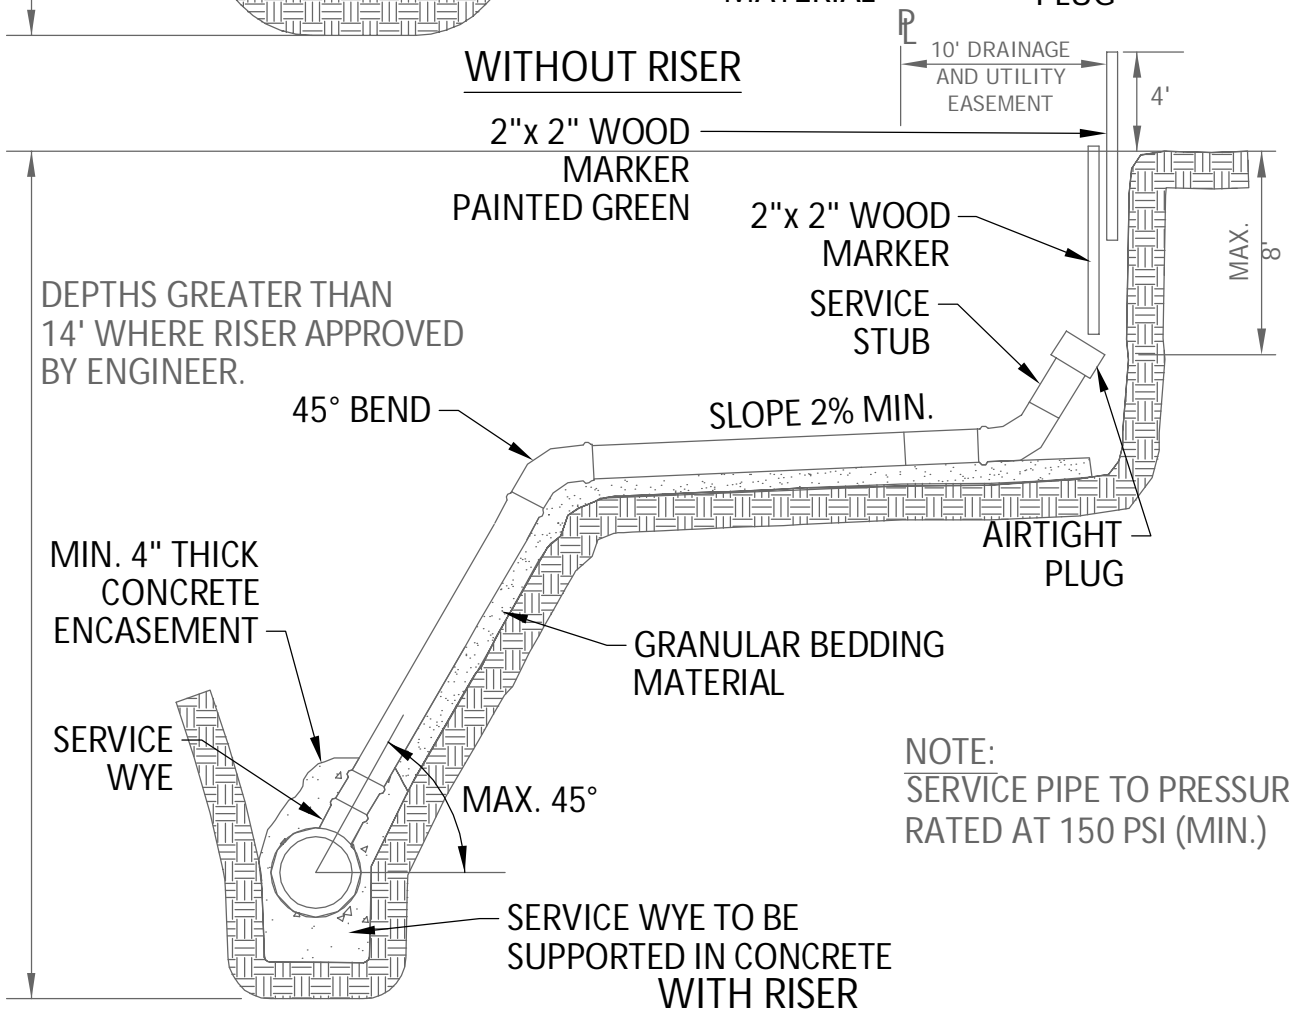 MATERIAL
PLUG
PL
WITHOUT RISER
10' DRAINAGE
AND UTILITY
EASEMENT
4'
2"x 2" WOOD
MARKER
PAINTED GREEN
2"x 2" WOOD
MARKER
MAX.
8'
SERVICE
STUB
DEPTHS GREATER THAN
14' WHERE RISER APPROVED
BY ENGINEER.
45° BEND
SLOPE 2% MIN.
AIRTIGHT
PLUG
MIN. 4" THICK
CONCRETE
ENCASEMENT
GRANULAR BEDDING
MATERIAL
SERVICE
WYE
MAX. 45°
NOTE:
SERVICE PIPE TO PRESSUR
RATED AT 150 PSI (MIN.)
SERVICE WYE TO BE
SUPPORTED IN CONCRETE
WITH RISER